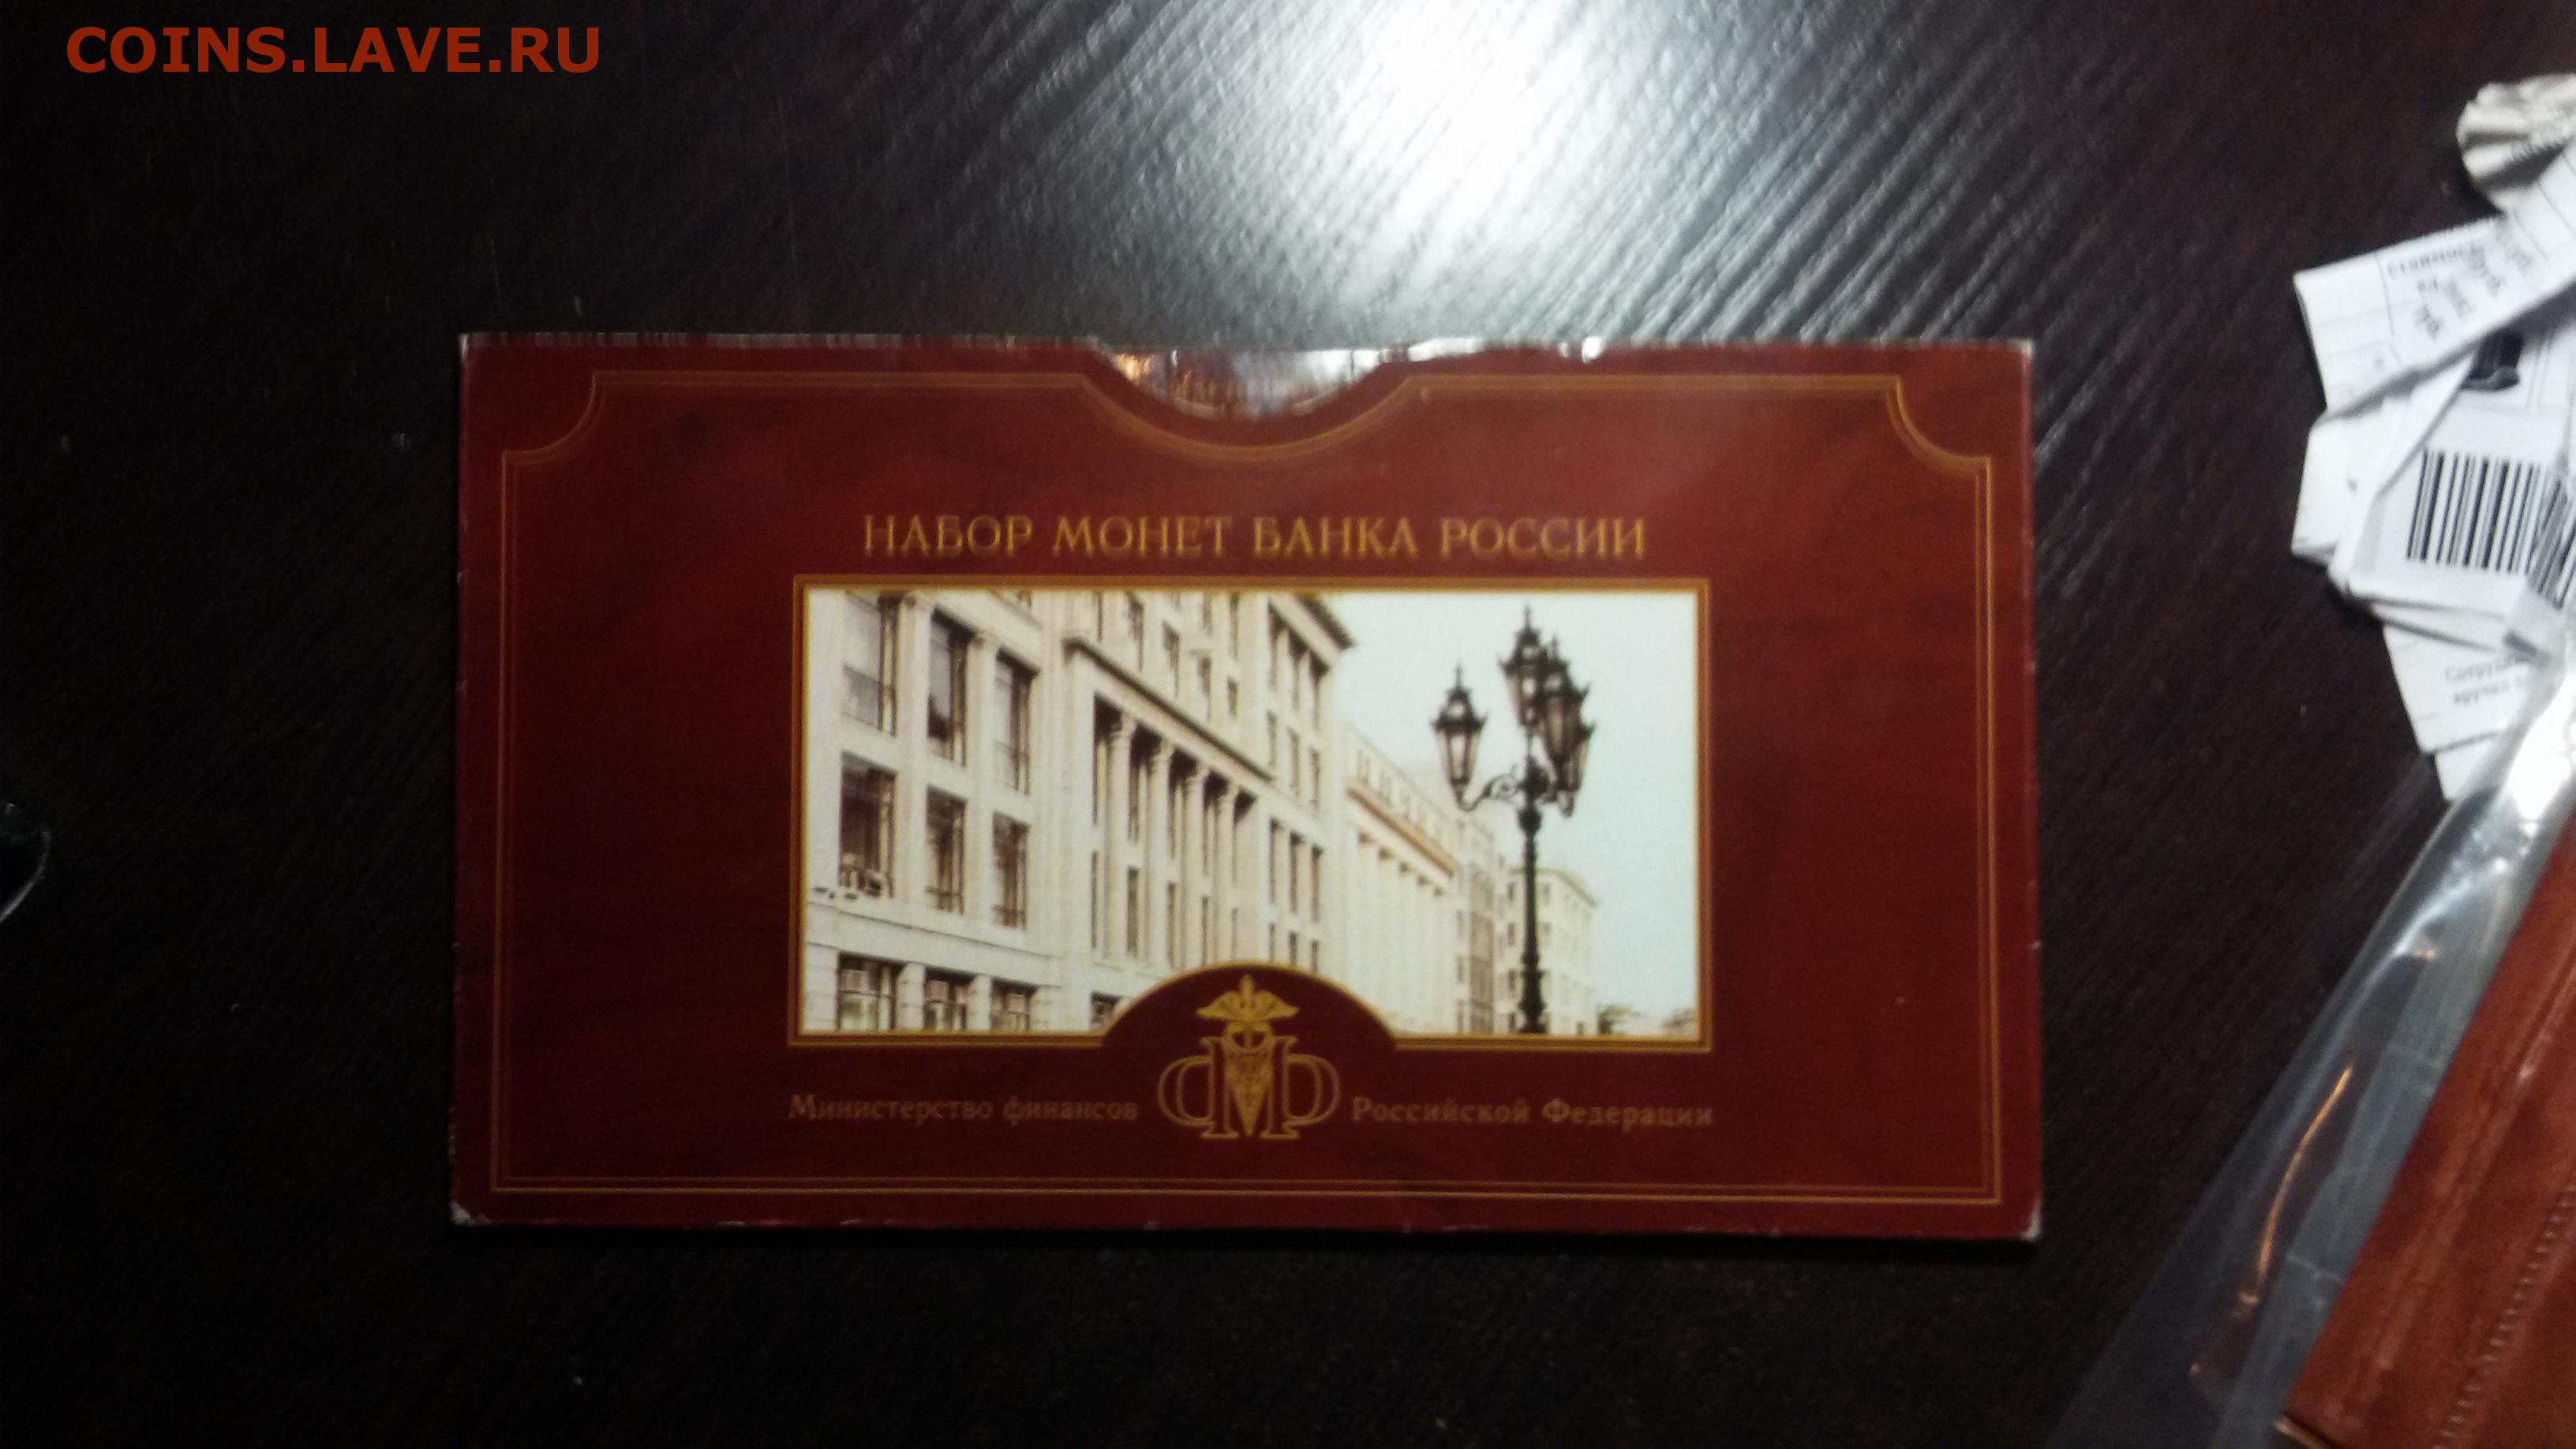 COINS.LAVE.RU
НАБОР МОНЕТ БАНКА РОССИИ
Министерство финансов Российской Федерации